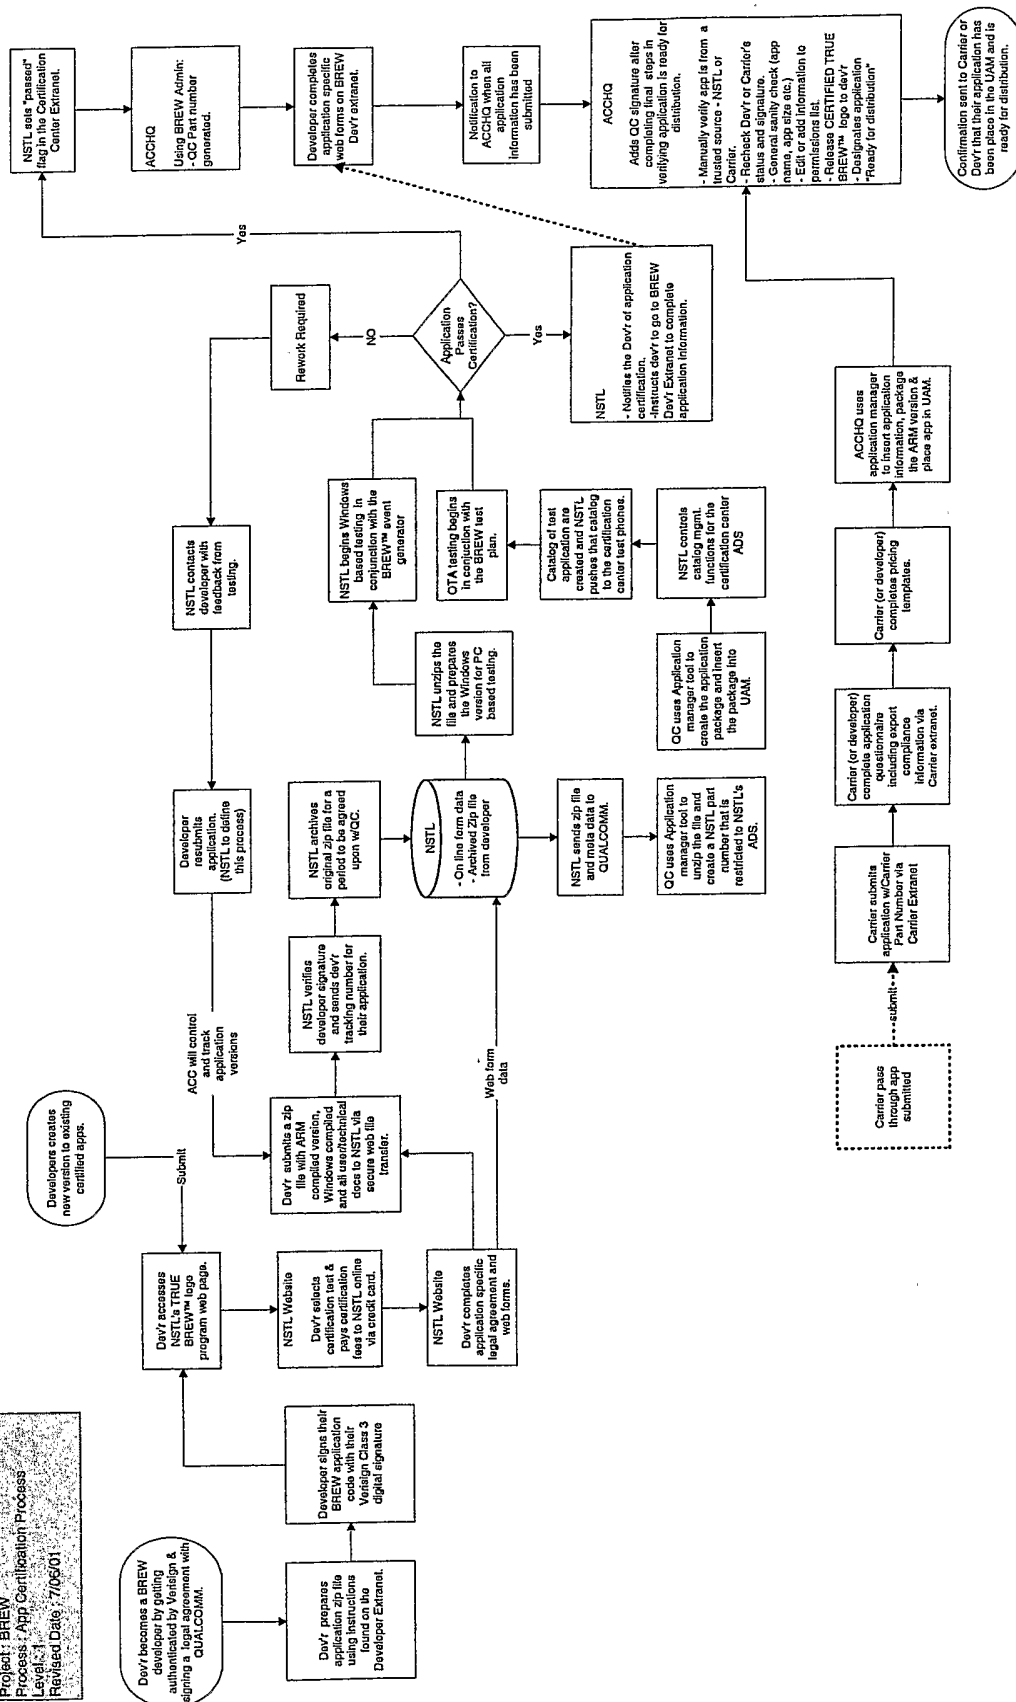 Project : BREW
Process : App Certification Process
Level : 1
Revised Date : 7/06/01
Dev'r becomes a BREW
developer by getting
authenticated by Verisign &
signing a legal agreement with
QUALCOMM.
Dev'r prepares
application zip file
using instructions
found on the
Developer Extranet.
Developer signs their
BREW application
code with their
Verisign Class 3
digital signature
Developers creates
new version to existing
certified apps.
Submit
Dev'r accesses
NSTL's TRUE
BREW™ logo
program web page.
NSTL Website
Dev'r selects
certification test &
pays certification
fees to NSTL online
via credit card.
NSTL Website
Dev'r completes
application specific
legal agreement and
web forms.
Web form
data
ACC will control
and track
application
versions
Dev'r submits a zip
file with ARM
compiled version,
Windows compiled
and all user/technical
docs to NSTL via
secure web file
transfer.
NSTL verifies
developer signature
and sends dev'r
tracking number for
their application.
NSTL archives
original zip file for a
period to be agreed
upon w/QC.
NSTL
- On line form data
- Archived Zip file
from developer
NSTL sends zip file
and meta data to
QUALCOMM.
QC uses Application
manager tool to
unzip the file and
create a NSTL part
number that is
restricted to NSTL's
ADS.
NSTL unzips the
file and prepares
the Windows
version for PC
based testing.
QC uses Application
manager tool to
create the application
package and insert
the package into
UAM.
NSTL controls
catalog mgmt.
functions for the
certification center
ADS
Catalog of test
application are
created and NSTL
pushes that catalog
to the certification
center test phones.
OTA testing begins
in conjuction with
the BREW test
plan.
NSTL begins Windows
based testing in
conjunction with the
BREW™ event
generator
Application
Passes
Certification?
NO
Rework Required
NSTL contacts
developer with
feedback from
testing.
Developer
resubmits
application.
(NSTL to define
this process)
Yes
Yes
NSTL
- Notifies the Dev'r of application
certification.
-Instructs dev'r to go to BREW
Dev'r Extranet to complete
application information.
NSTL sets "passed"
flag in the Certification
Center Extranet.
ACCHQ
Using BREW Admin:
- QC Part number
generated.
Developer completes
application specific
web forms on BREW
Dev'r extranet.
Notification to
ACCHQ when all
application
information has been
submitted
ACCHQ
Adds QC signature after
completing final steps in
verifying application is ready for
distribution.
- Manually verify app is from a
trusted source - NSTL or
Carrier.
- Recheck Dev'r or Carrier's
status and signature.
- General sanity check (app
name, app size etc.)
- Edit or add information to
permissions list.
- Release CERTIFIED TRUE
BREW™ logo to dev'r
- Designates application
"Ready for distribution"
Confirmation sent to Carrier or
Dev'r that their application has
been place in the UAM and is
ready for distribution.
Carrier pass
through app
submitted
submit
Carrier submits
application w/Carrier
Part Number via
Carrier Extranet
Carrier (or developer)
complete application
questionnaire
including export
compliance
information via
Carrier extranet.
Carrier (or developer)
completes pricing
templates.
ACCHQ uses
application manager
to insert application
information, package
the ARM version &
place app in UAM.